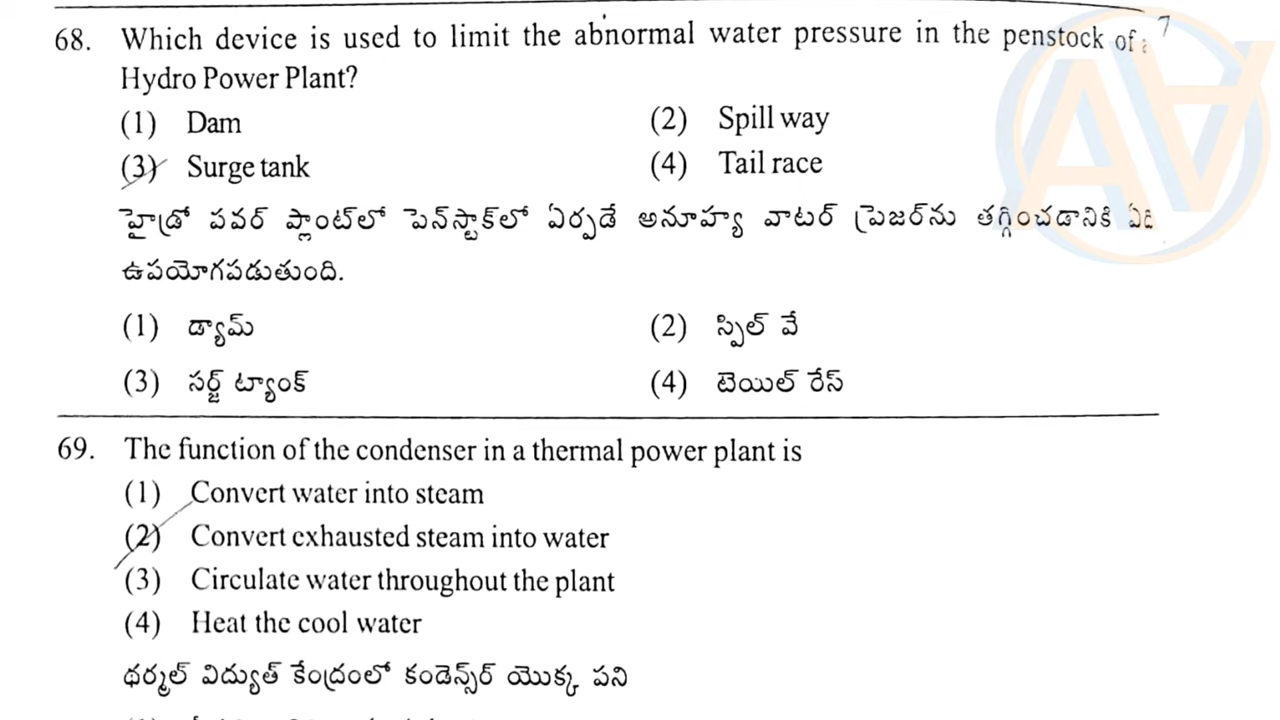 68. Which device is used to limit the abnormal water pressure in the penstock of
Hydro Power Plant?
(1) Dam (2) Spill way
(3) Surge tank (4) Tail race
హైడ్రో పవర్ ప్లాంట్‌లో పెన్‌స్టాక్‌లో ఏర్పడే అనూహ్య వాటర్ ప్రెజర్‌ను తగ్గించడానికి
ఉపయోగపడుతుంది.
(1) డ్యామ్ (2) స్పిల్ వే
(3) సర్జ్ ట్యాంక్ (4) టెయిల్ రేస్
69. The function of the condenser in a thermal power plant is
(1) Convert water into steam
(2) Convert exhausted steam into water
(3) Circulate water throughout the plant
(4) Heat the cool water
థర్మల్ విద్యుత్ కేంద్రంలో కండెన్సర్ యొక్క పని